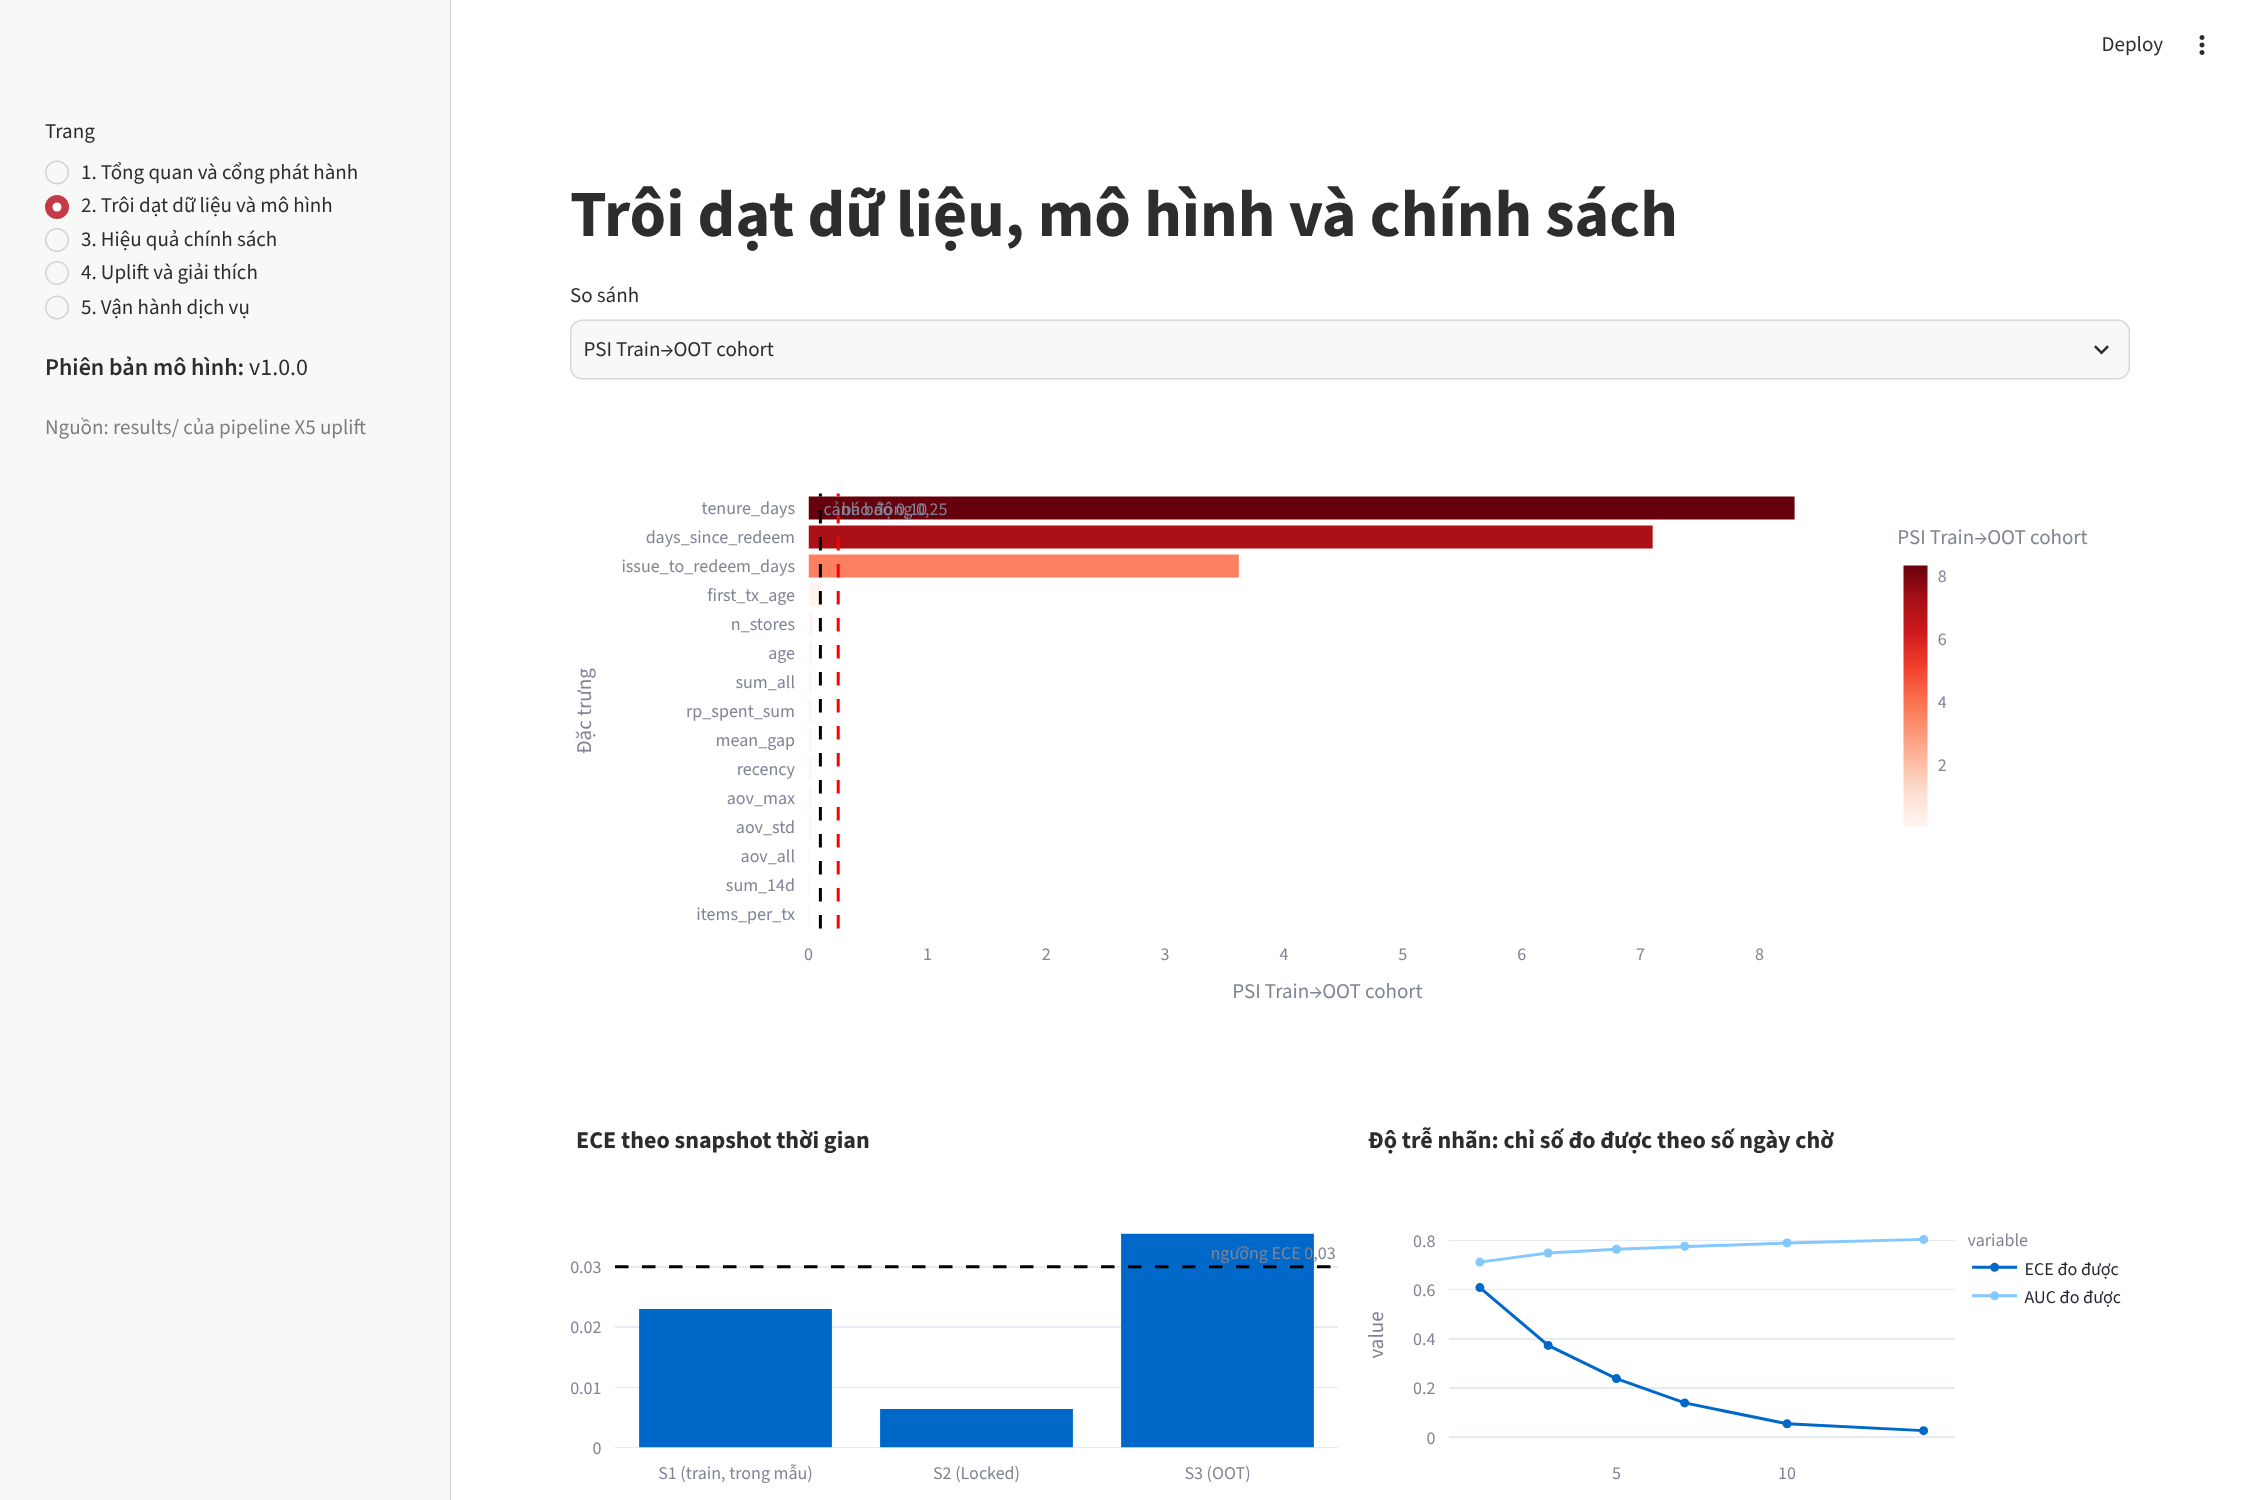 Deploy
Trang
1. Tổng quan và cổng phát hành
2. Trôi dạt dữ liệu và mô hình
3. Hiệu quả chính sách
4. Uplift và giải thích
5. Vận hành dịch vụ
Phiên bản mô hình: v1.0.0
Nguồn: results/ của pipeline X5 uplift
Trôi dạt dữ liệu, mô hình và chính sách
So sánh
PSI Train→OOT cohort
tenure_days
days_since_redeem
issue_to_redeem_days
first_tx_age
n_stores
age
sum_all
rp_spent_sum
mean_gap
recency
aov_max
aov_std
aov_all
sum_14d
items_per_tx
Đặc trưng
0 1 2 3 4 5 6 7 8
PSI Train→OOT cohort
PSI Train→OOT cohort
8
6
4
2
ECE theo snapshot thời gian
ngưỡng ECE 0,03
0.03
0.02
0.01
0
S1 (train, trong mẫu) S2 (Locked) S3 (OOT)
Độ trễ nhãn: chỉ số đo được theo số ngày chờ
value
0.8
0.6
0.4
0.2
0
5 10
variable
ECE đo được
AUC đo được